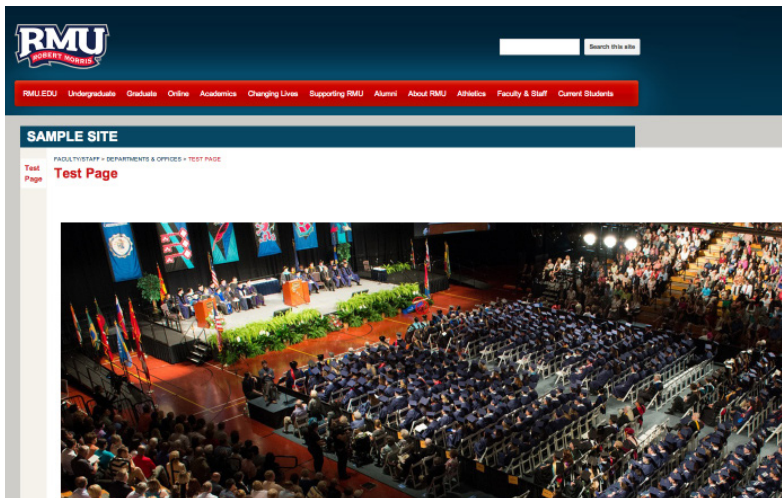 RMU
ROBERT MORRIS
Search this site
RMU.EDU Undergraduate Graduate Online Academics Changing Lives Supporting RMU Alumni About RMU Athletics Faculty & Staff Current Students
SAMPLE SITE
FACULTY/STAFF » DEPARTMENTS & OFFICES » TEST PAGE
Test
Page
Test Page